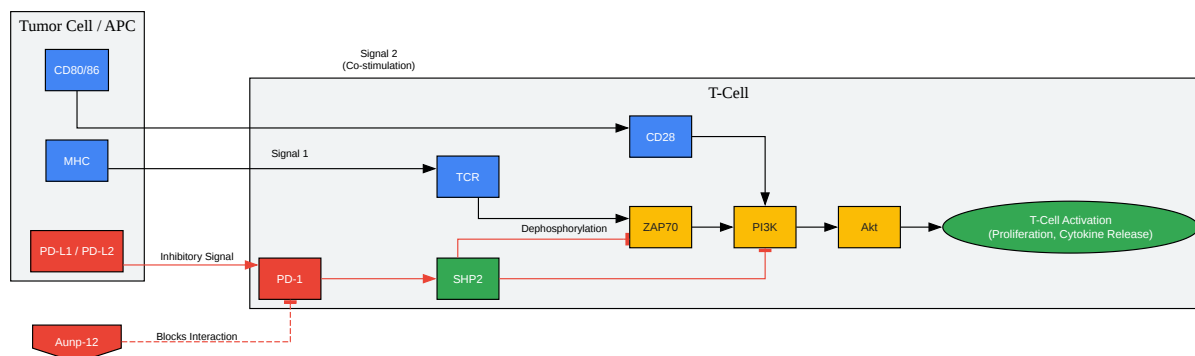 Tumor Cell / APC
CD80/86
MHC
PD-L1 / PD-L2
Signal 2
(Co-stimulation)
T-Cell
CD28
Signal 1
TCR
Dephosphorylation
ZAP70
PI3K
Akt
T-Cell Activation
(Proliferation, Cytokine Release)
Inhibitory Signal
PD-1
SHP2
Aunp-12
Blocks Interaction